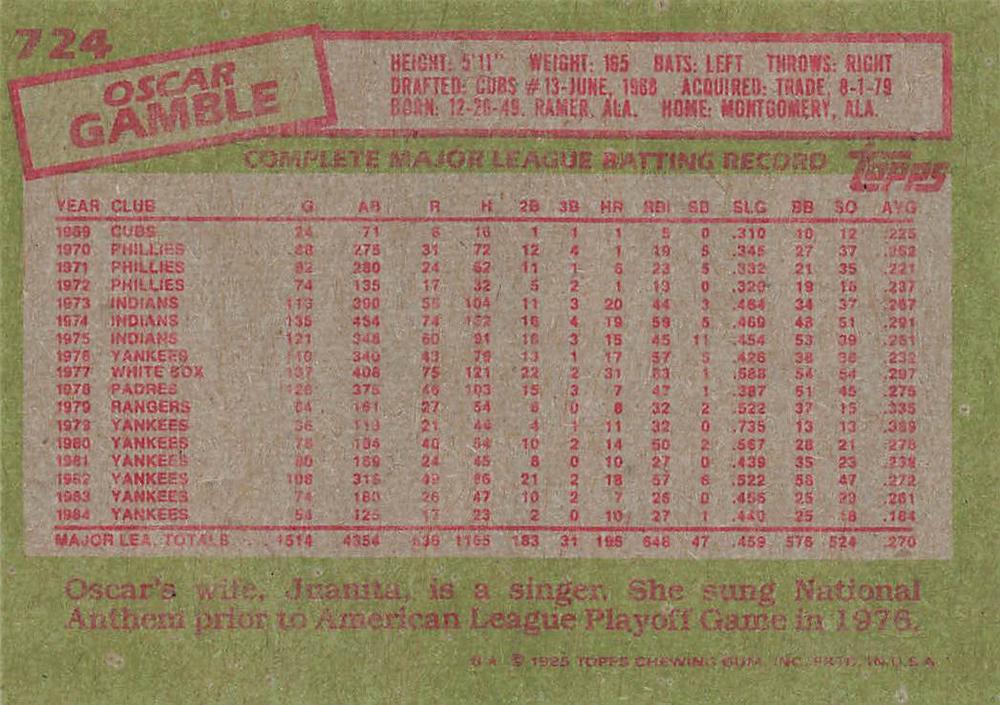 724
OSCAR
GAMBLE
HEIGHT: 5'11" WEIGHT: 165 BATS: LEFT THROWS: RIGHT
DRAFTED: CUBS #13-JUNE, 1968 ACQUIRED: TRADE, 8-1-79
BORN: 12-20-49, RAMER, ALA. HOME: MONTGOMERY, ALA.
COMPLETE MAJOR LEAGUE BATTING RECORD
Topps
YEAR CLUB G AB R H 2B 3B HR RBI SB SLG BB SO AVG
1969 CUBS 24 71 6 16 1 1 1 5 0 .310 10 12 .225
1970 PHILLIES 88 275 31 72 12 4 1 19 5 .345 27 37 .262
1971 PHILLIES 92 280 24 62 11 1 6 23 5 .332 21 35 .221
1972 PHILLIES 74 135 17 32 5 2 1 13 0 .326 19 16 .237
1973 INDIANS 113 390 56 104 11 3 20 44 3 .464 34 37 .267
1974 INDIANS 135 454 74 132 16 4 19 59 5 .469 48 51 .291
1975 INDIANS 121 348 60 91 16 3 15 45 11 .454 53 39 .261
1976 YANKEES 110 340 43 79 13 1 17 57 5 .426 38 38 .232
1977 WHITE SOX 137 408 75 121 22 2 31 83 1 .588 54 54 .297
1978 PADRES 126 375 46 103 15 3 7 47 1 .387 51 45 .275
1979 RANGERS 64 161 27 54 6 0 8 32 2 .522 37 15 .335
1979 YANKEES 36 113 21 44 4 1 11 32 0 .735 13 13 .389
1980 YANKEES 78 194 40 54 10 2 14 50 2 .567 28 21 .278
1981 YANKEES 80 189 24 45 8 0 10 27 0 .439 35 23 .238
1982 YANKEES 108 316 49 86 21 2 18 57 6 .522 58 47 .272
1983 YANKEES 74 180 26 47 10 2 7 26 0 .456 25 23 .261
1984 YANKEES 54 125 17 23 2 0 10 27 1 .440 25 18 .184
MAJOR LEA. TOTALS 1514 4354 636 1165 183 31 196 646 47 .459 576 524 .270
Oscar's wife, Juanita, is a singer. She sung National
Anthem prior to American League Playoff Game in 1976.
© 1985 TOPPS CHEWING GUM, INC. PRTD. IN U.S.A.